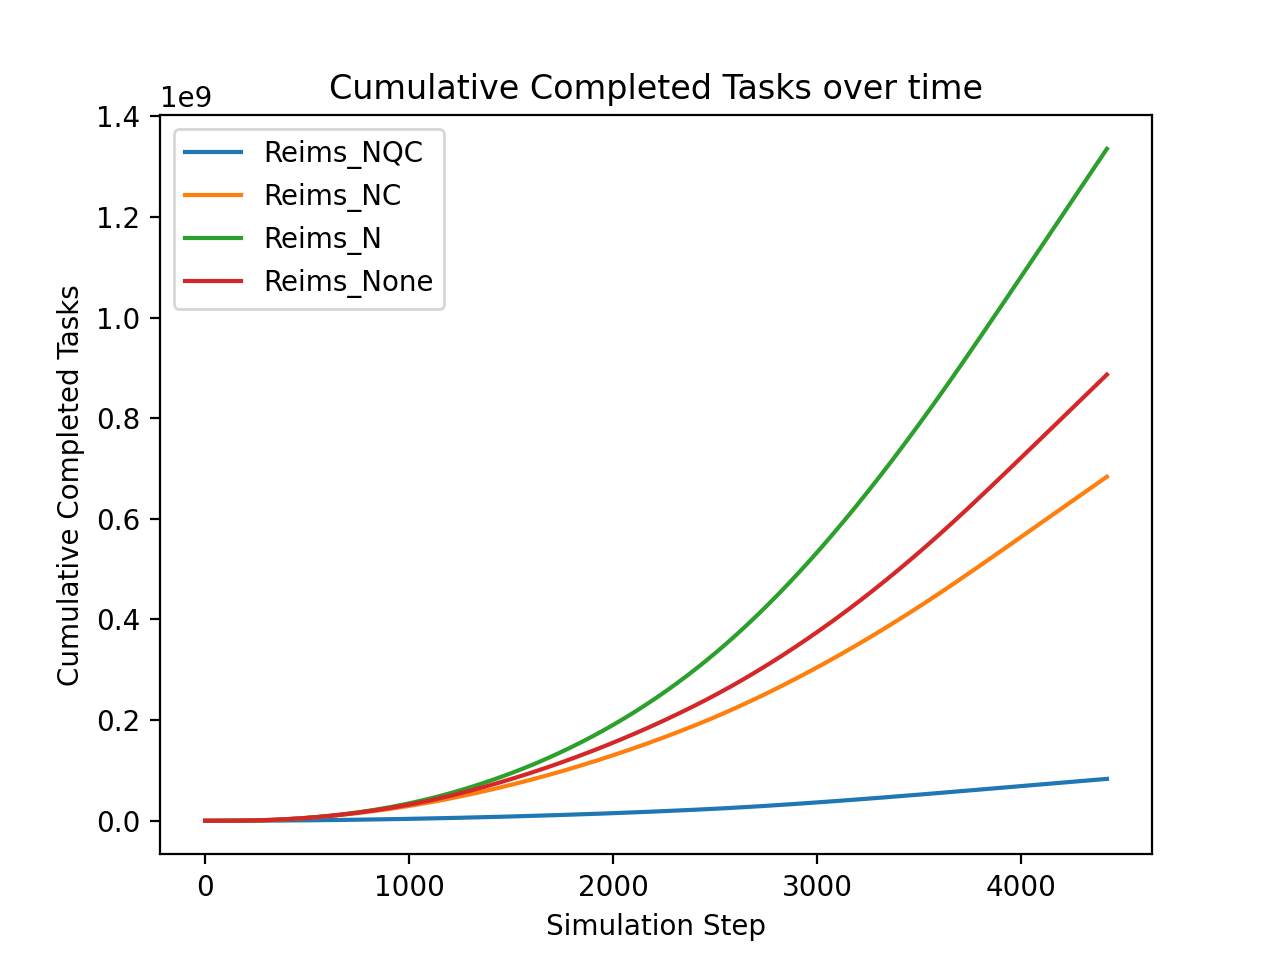 Cumulative Completed Tasks over time
1e9
1.4
1.2
1.0
0.8
0.6
0.4
0.2
0.0
Cumulative Completed Tasks
Reims_NQC
Reims_NC
Reims_N
Reims_None
0 1000 2000 3000 4000
Simulation Step